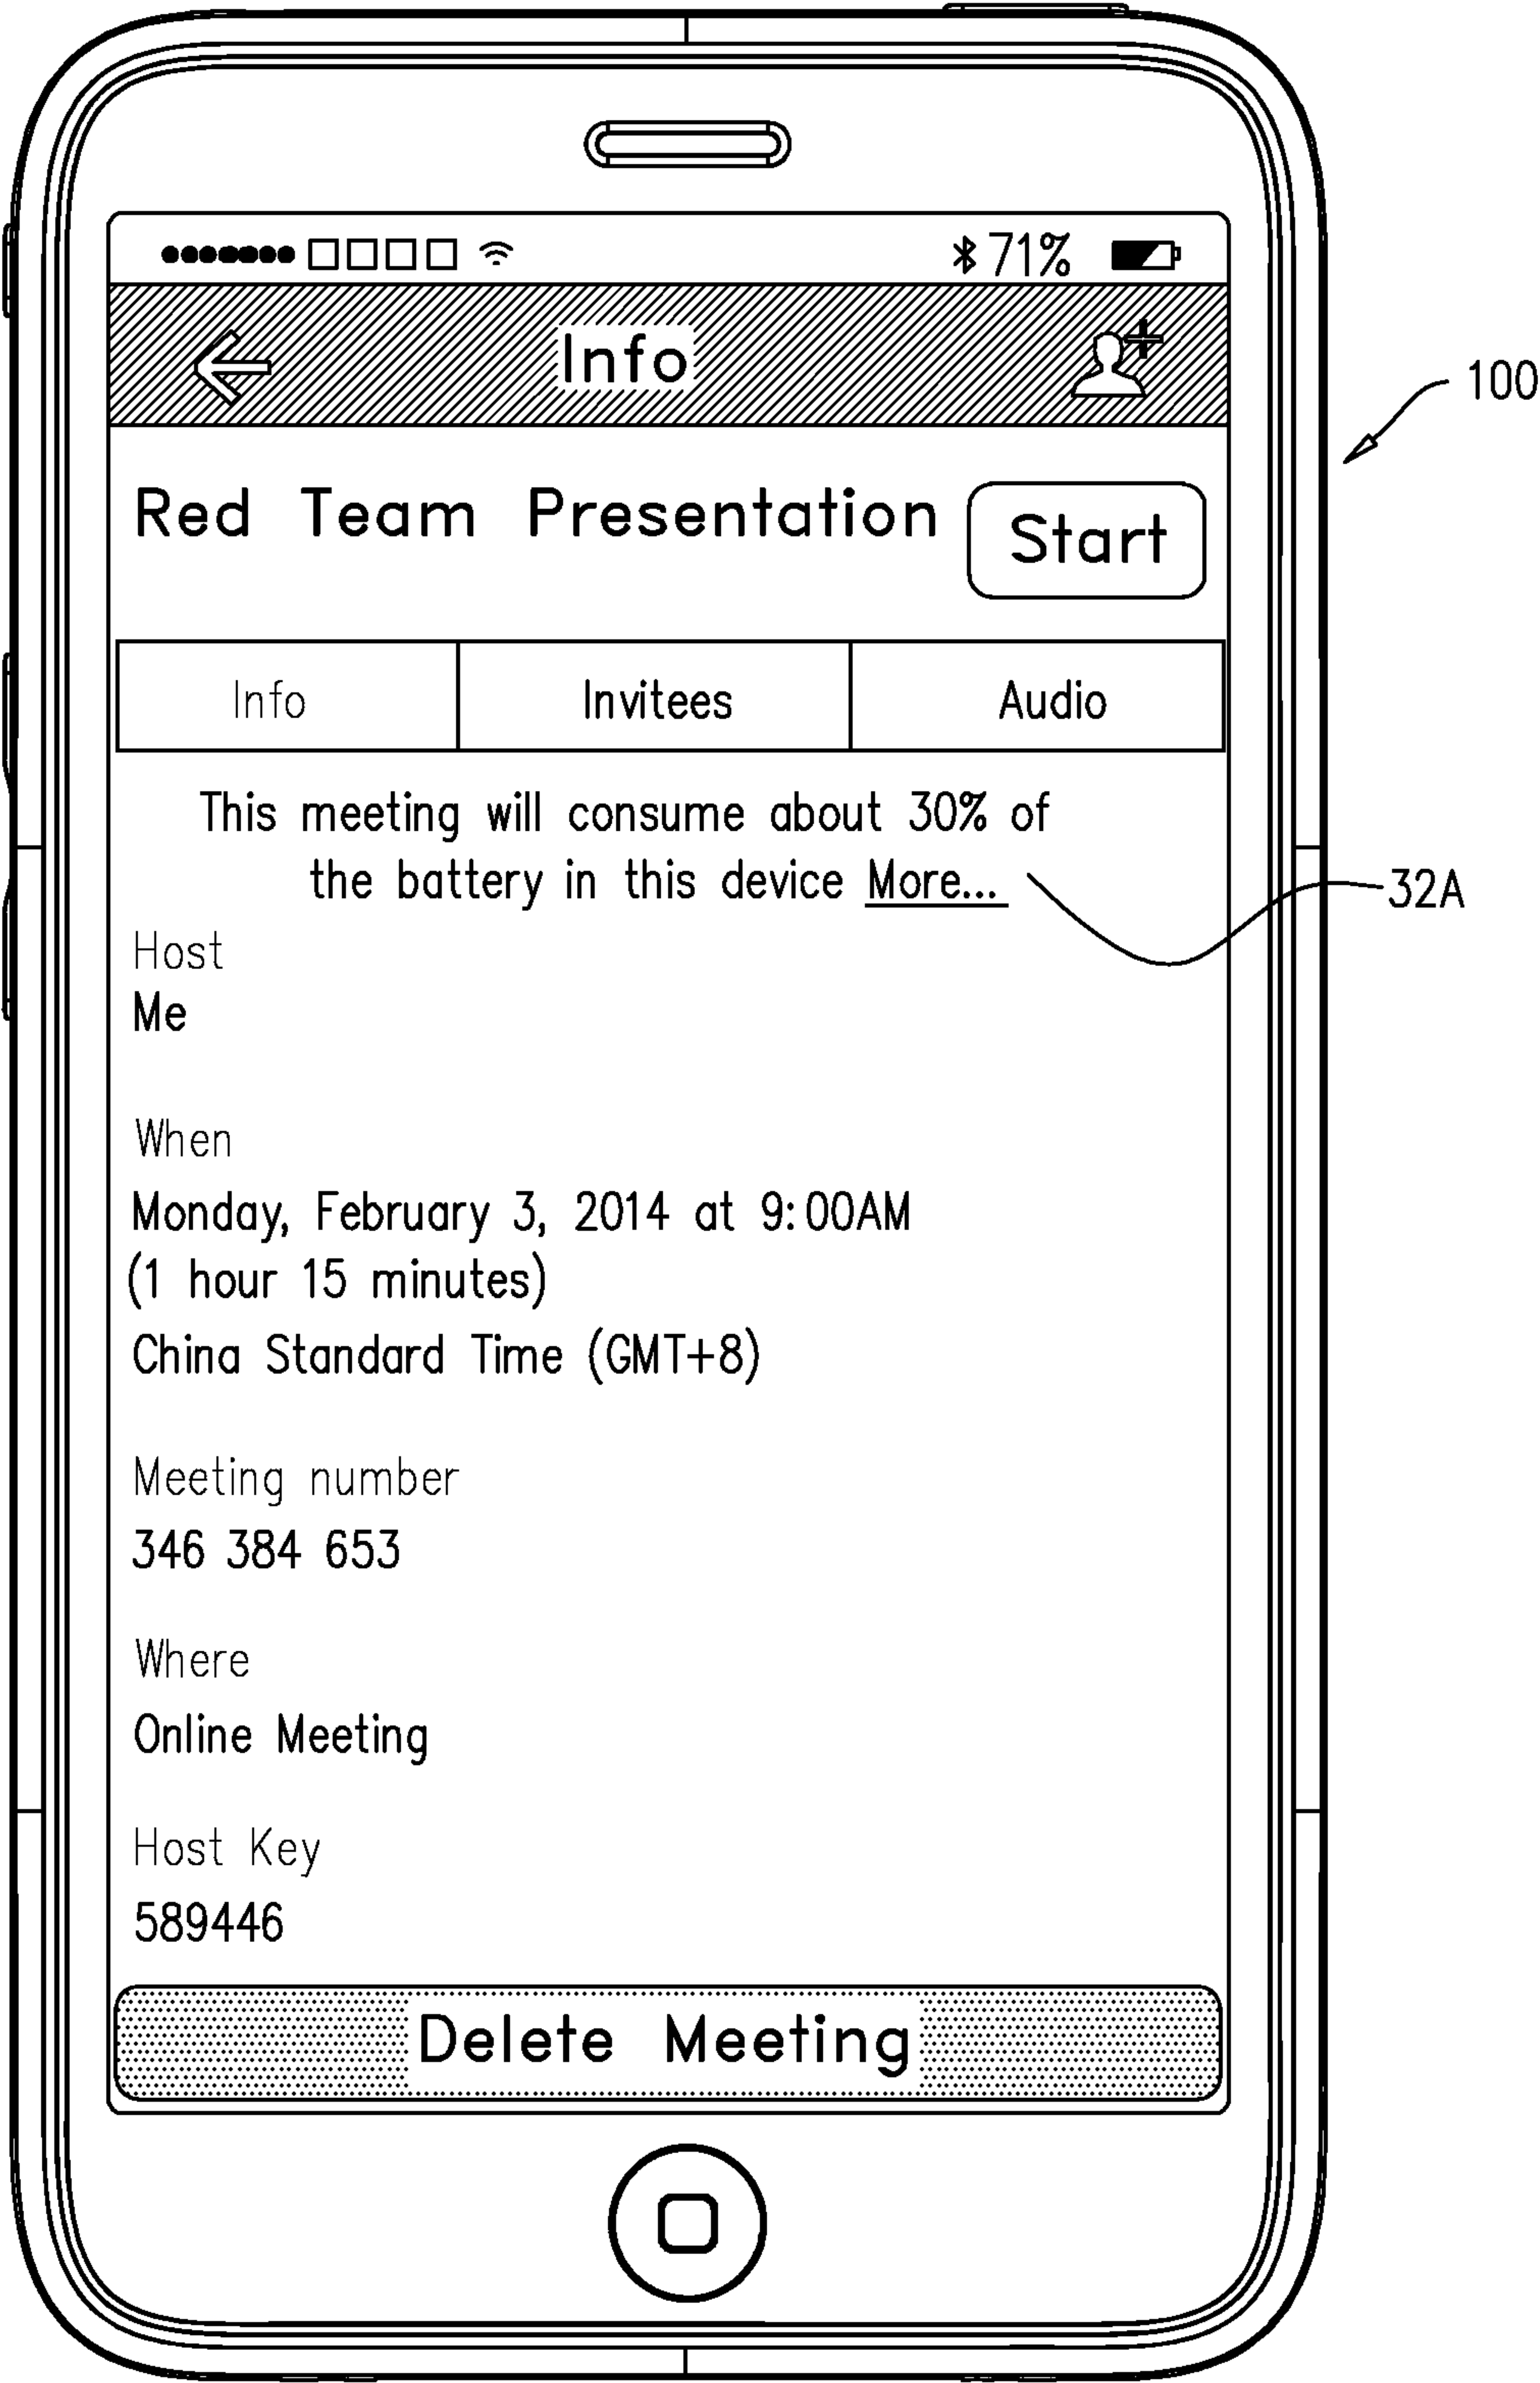 71%
Info
100
Red Team Presentation
Start
Info Invitees Audio
This meeting will consume about 30% of
the battery in this device More...
32A
Host
Me
When
Monday, February 3, 2014 at 9:00AM
(1 hour 15 minutes)
China Standard Time (GMT+8)
Meeting number
346 384 653
Where
Online Meeting
Host Key
589446
Delete Meeting